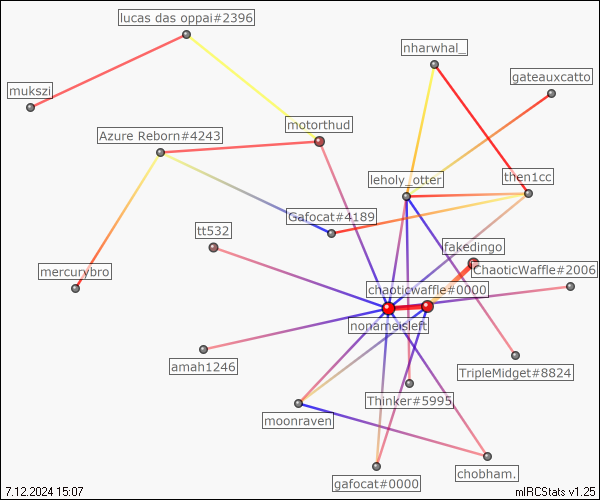 lucas das oppai#2396
nharwhal_
gateauxcatto
mukszi
motorthud
Azure Reborn#4243
leholy_otter
then1cc
Gafocat#4189
tt532
fakedingo
mercurybro
ChaoticWaffle#2006
chaoticwaffle#0000
nonameisleft
amah1246
TripleMidget#8824
Thinker#5995
moonraven
gafocat#0000
chobham.
7.12.2024 15:07
mIRCStats v1.25